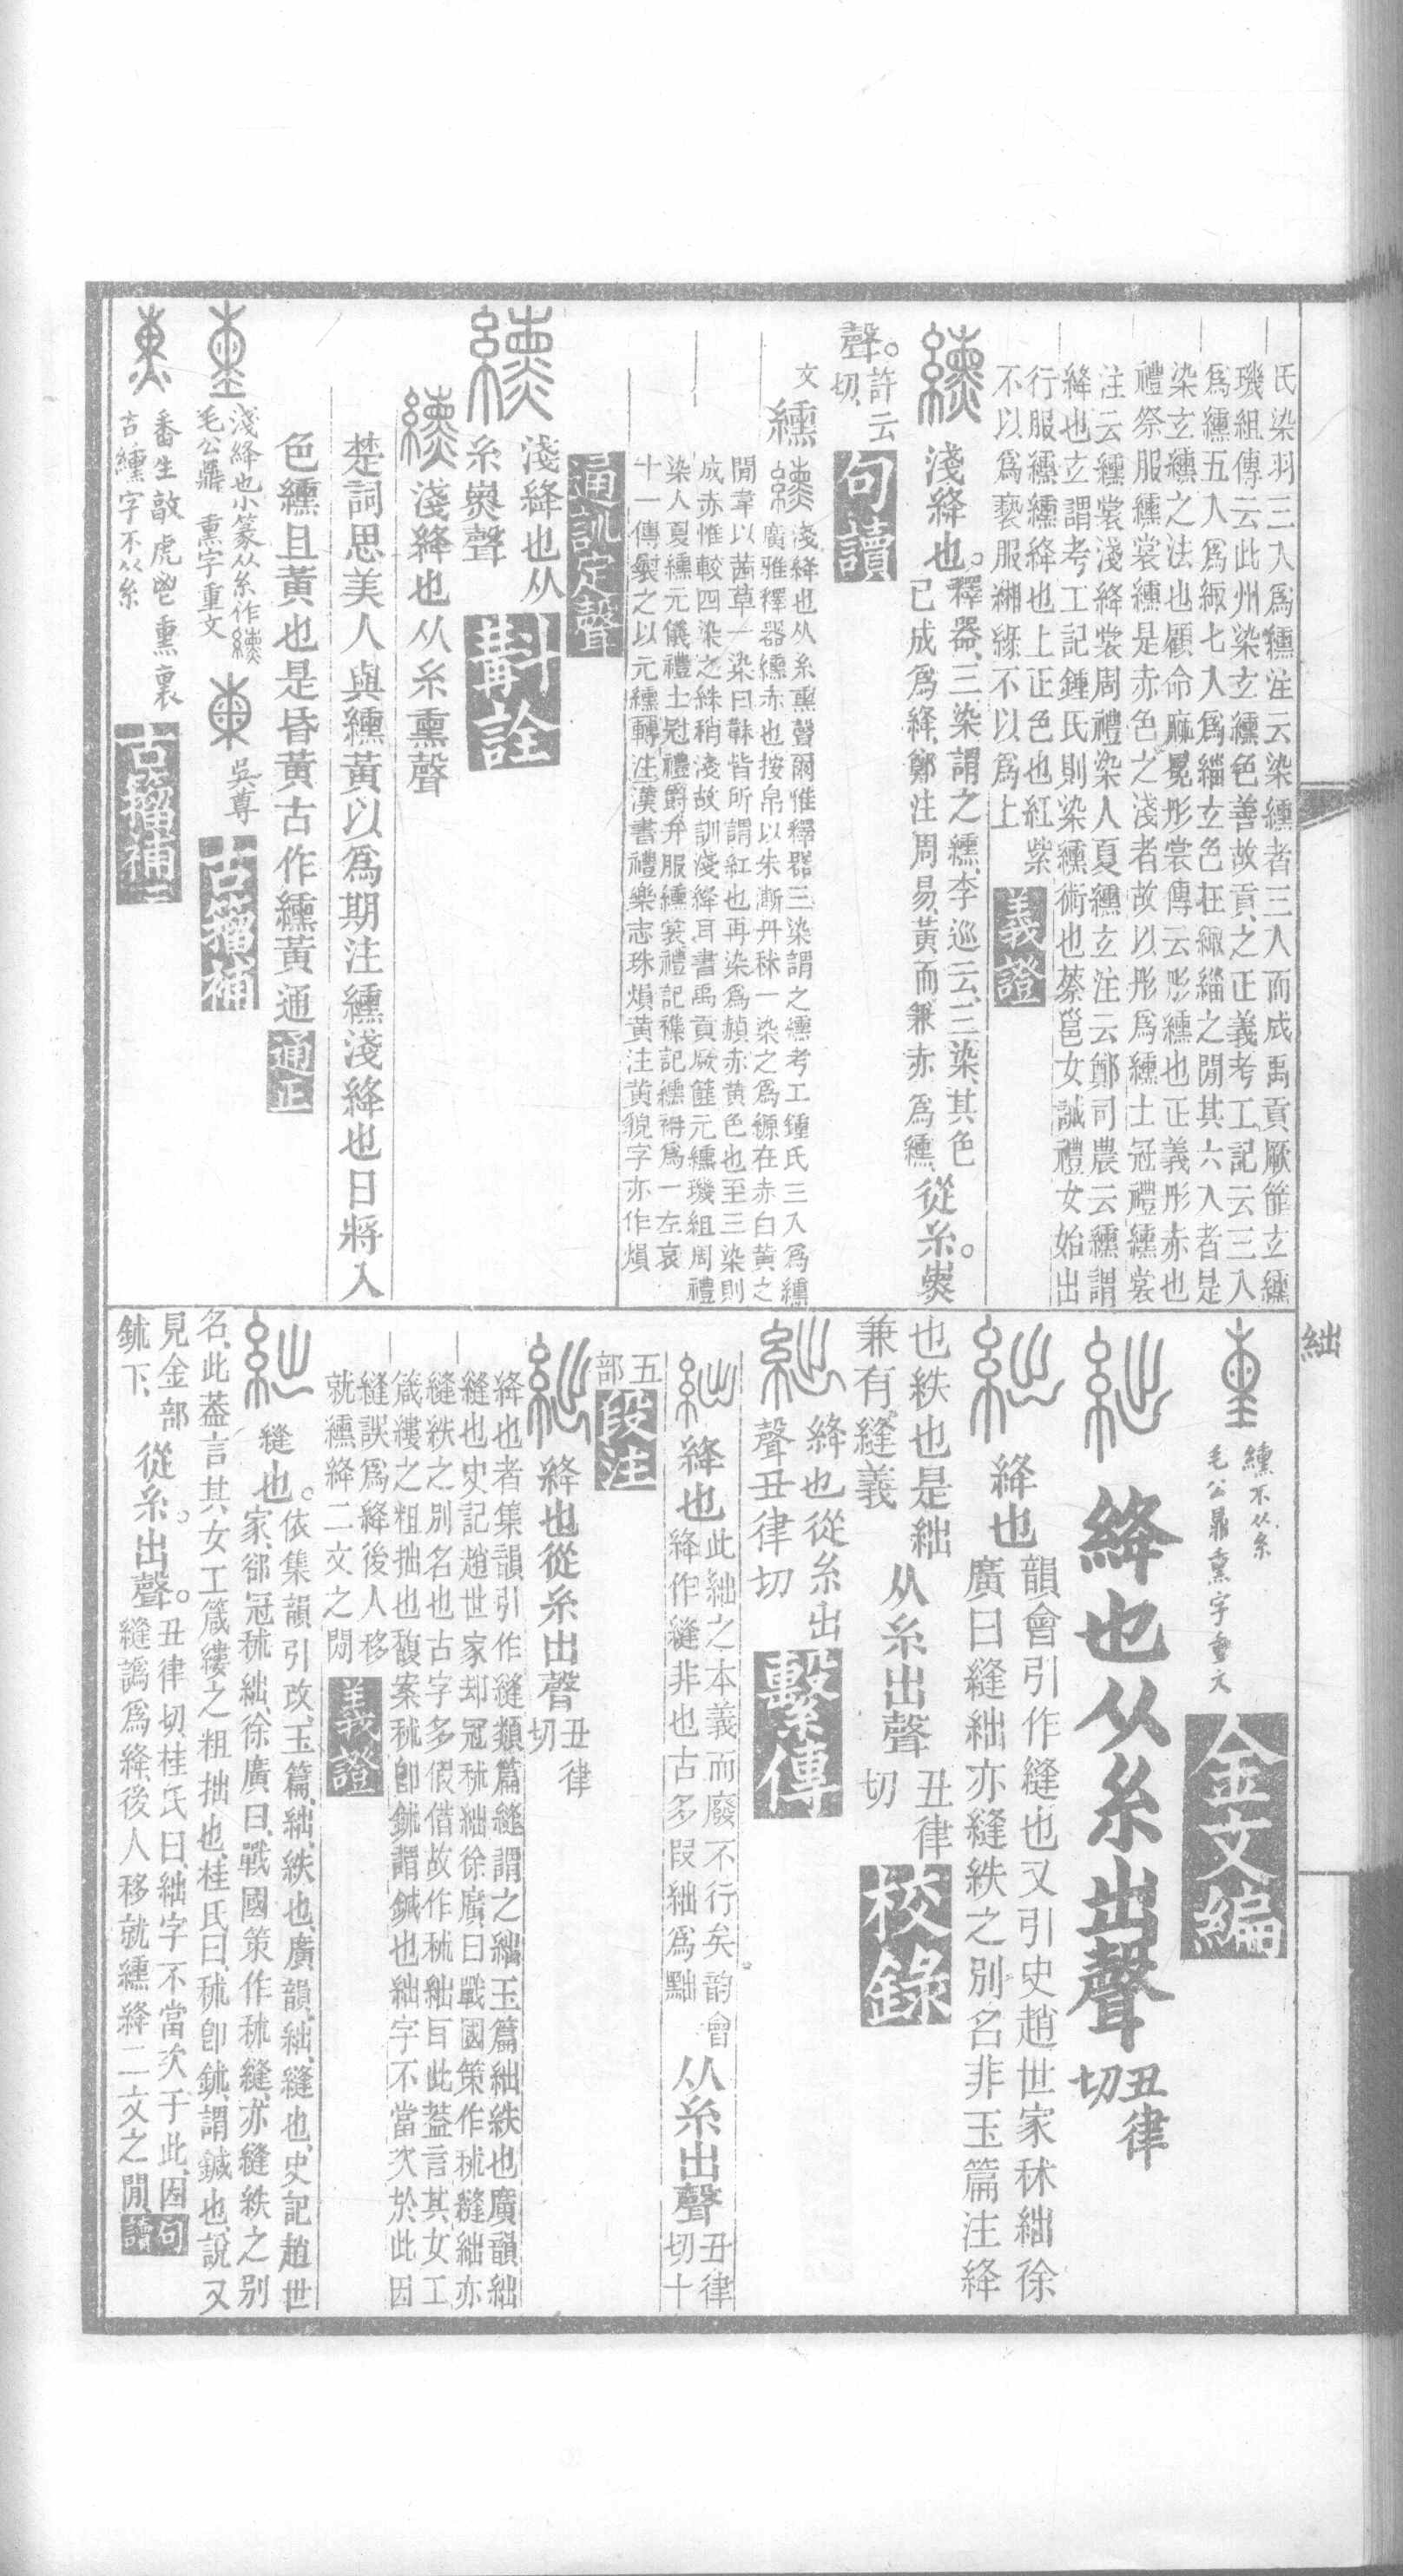 氏染羽三入爲纁注云染纁者三入而成禹貢厥篚玄纁
璣組傳云此州染玄纁色善故貢之正義考工記云三入
爲纁五入爲緅七入爲緇玄色在緅緇之閒其六入者是
染玄纁之法也顧命麻冕彤裳傳云彤纁也正義彤赤也
禮祭服纁裳纁是赤色之淺者故以彤爲纁士冠禮纁裳
注云纁裳淺絳裳周禮染人夏纁玄注云鄭司農云纁謂
絳也玄謂考工記鍾氏則染纁術也蔡邕女誡禮女始出
行服纁纁絳也上正色也紅紫
不以爲褻服緗綠不以爲上
義證
淺絳也。
釋器、三染謂之纁、李巡云、三染、其色
已成爲絳、鄭注周易、黃而兼赤爲纁、
從糸。熏
聲。
許云
切、
句讀
文
纁
淺絳也从糸熏聲爾雅釋器三染謂之纁考工鍾氏三入爲纁
廣雅釋器纁赤也按帛以朱漸丹秫一染之爲縓在赤白黃之
閒韋以茜草一染曰韎皆所謂紅也再染爲赬赤黃色也至三染則
成赤惟較四染之絑稍淺故訓淺絳耳書禹貢厥篚元纁璣組周禮
染人夏纁元儀禮士冠禮爵弁服纁裳禮記襍記纁裯爲一左哀
十一傳褽之以元纁轉注漢書禮樂志珠熉黃注黃貌字亦作熉
通訓定聲
淺絳也从
糸熏聲
斠詮
淺絳也从糸熏聲
楚詞思美人與纁黃以爲期注纁淺絳也日將入
色纁且黃也是昏黃古作纁黃通
通正
淺絳也小篆从糸作纁
毛公鼎 熏字重文
吳尊
古籀補
番生敦虎冟熏裏
古纁字不从糸
古籀補二
絀
纁不从糸
毛公鼎熏字重文
金文編
絳也从糸出聲
丑律
切
絳也
韻會引作縫也又引史趙世家秫絀徐
廣曰縫絀亦縫紩之別名非玉篇注絳
也紩也是絀
兼有縫義
从糸出聲
丑律
切
校錄
絳也從糸出
聲丑律切
繫傳
絳也
此絀之本義而廢不行矣韵會
絳作縫非也古多叚絀爲黜
从糸出聲
丑律
切十
五
部
段注
絳也從糸出聲
丑律
切
絳也者集韻引作縫類篇縫謂之絀玉篇絀紩也廣韻絀
縫也史記趙世家却冠秫絀徐廣曰戰國策作秫縫絀亦
縫紩之別名也古字多假借故作秫絀耳此葢言其女工
箴縷之粗拙也馥案秫卽鉥謂鍼也絀字不當次於此因
縫誤爲絳後人移
就纁絳二文之閒
義證
縫也。
依集韻引改、玉篇、絀、紩也、廣韻、絀、縫也、史記趙世
家、郤冠秫絀、徐廣曰、戰國策作秫縫、亦縫紩之別
名、此葢言其女工箴縷之粗拙也、桂氏曰、秫卽鉥、謂鍼也、說又
見金部
鉥下、
從糸。出聲。
丑律切、桂氏曰、絀字不當次于此、因
縫譌爲絳、後人移就纁絳二文之閒、
句讀